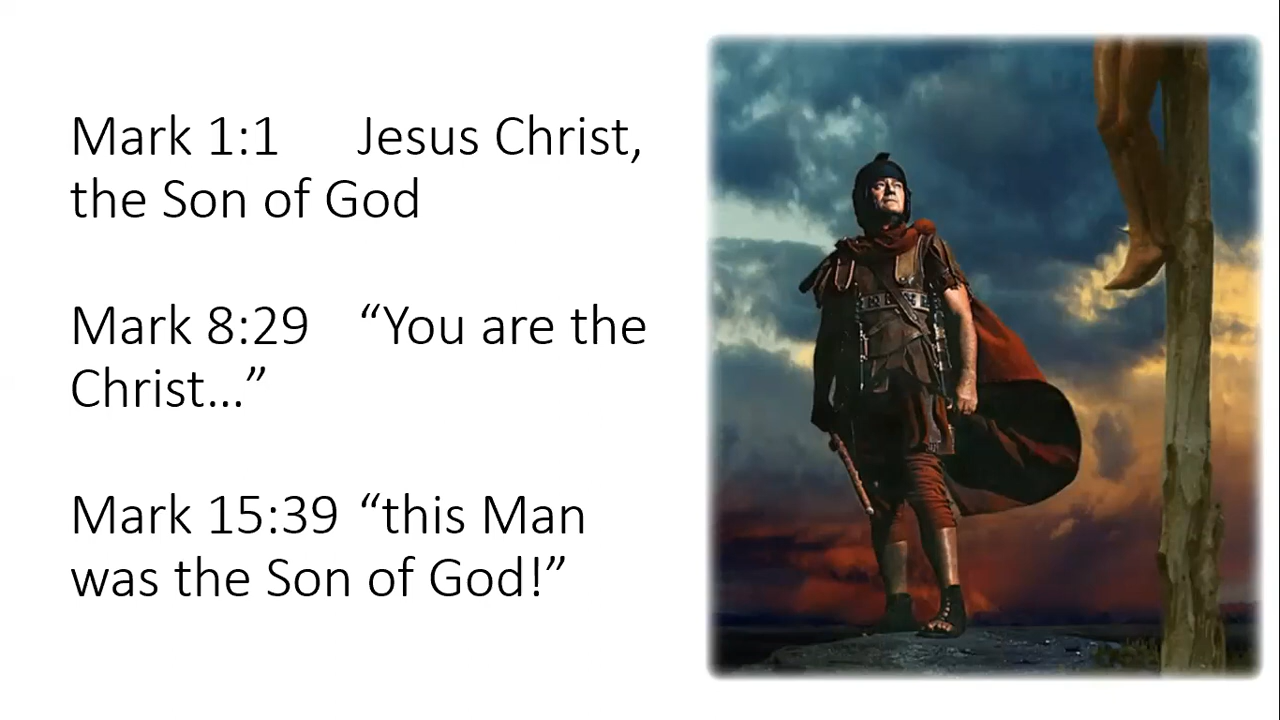 Mark 1:1 Jesus Christ,
the Son of God
Mark 8:29 “You are the
Christ…”
Mark 15:39 “this Man
was the Son of God!”